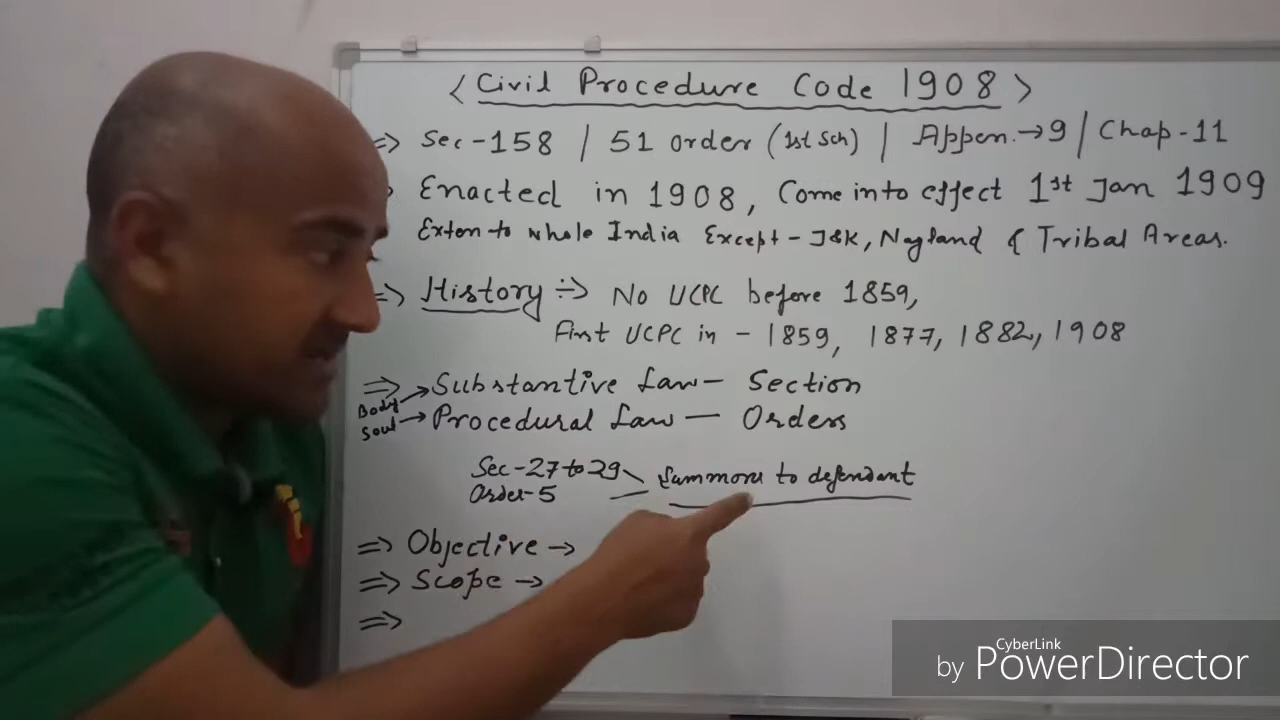 < Civil Procedure Code 1908 >
=> Sec-158 / 51 order (1st Sch) | Appen.→9 | Chap-11
Enacted in 1908, Come into effect 1st Jan 1909
Exten to whole India Except - J&K, Nagland & Tribal Areas.
=> History ÷> No UCPC before 1859,
First UCPC in - 1859, 1877, 1882, 1908
=> Substantive Law - Section
Body
Soul → Procedural Law - Orders
Sec-27 to 29
Order-5
Summons to defendant
=> Objective →
=> Scope →
=>
CyberLink
by PowerDirector